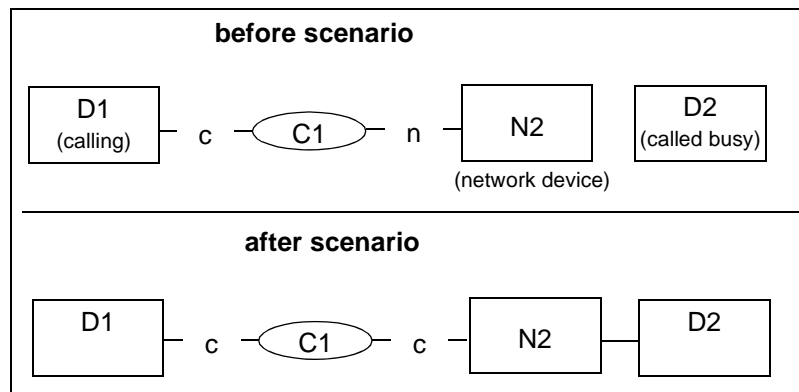 before scenario
D1
(calling)
c
C1
n
N2
(network device)
D2
(called busy)
after scenario
D1
c
C1
c
N2
D2